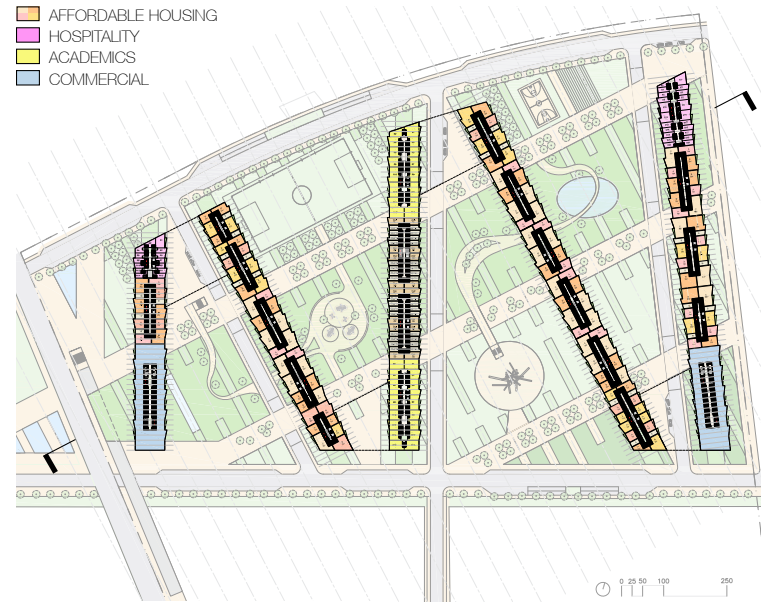 AFFORDABLE HOUSING
HOSPITALITY
ACADEMICS
COMMERCIAL
0 25 50 100 250